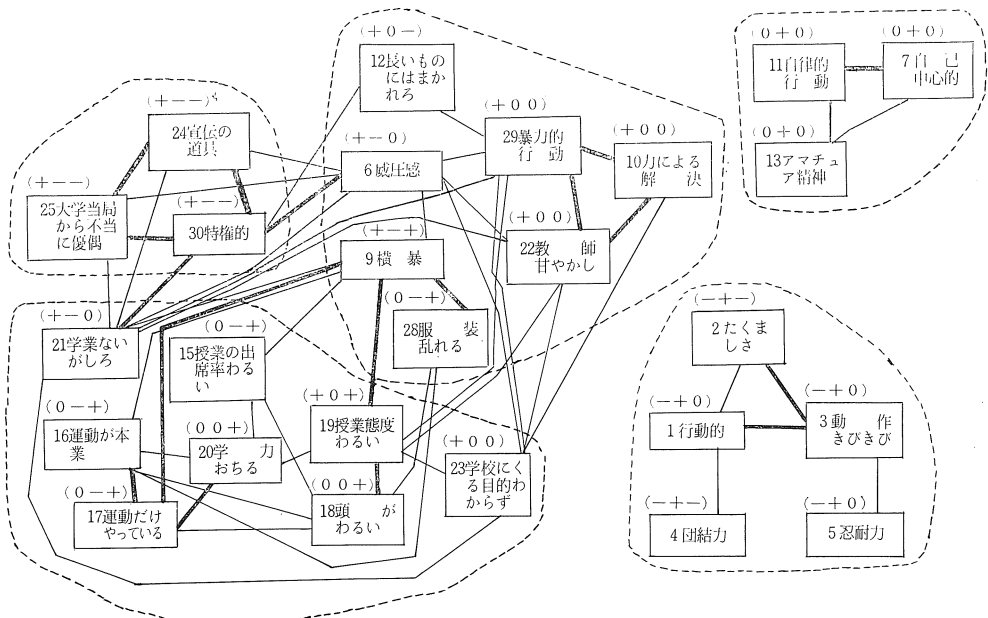 (+0−)
12長いもの
にはまか
れろ
(+−−)
24宣伝の
道具
(+00)
29暴力的
行 動
(+−0)
6威圧感
(+00)
10力による
解 決
(+−−)
25大学当局
から不当
に優偶
(+−−)
30特権的
(+00)
22教 師
甘やかし
(+−+)
9横 暴
(0−+)
28服 装
乱れる
(+−0)
21学業ない
がしろ
(0−+)
15授業の出
席率わる
い
(0−+)
16運動が本
業
(00+)
20学 力
おちる
(+0+)
19授業態度
わるい
(+00)
23学校にく
る目的わ
からず
(0−+)
17運動だけ
やっている
(00+)
18頭 が
わるい
(0+0)
11自律的
行 動
(0+0)
7自 己
中心的
(0+0)
13アマチュ
ア精神
(−+−)
2たくま
しさ
(−+0)
1行動的
(−+0)
3動 作
きびきび
(−+−)
4団結力
(−+0)
5忍耐力